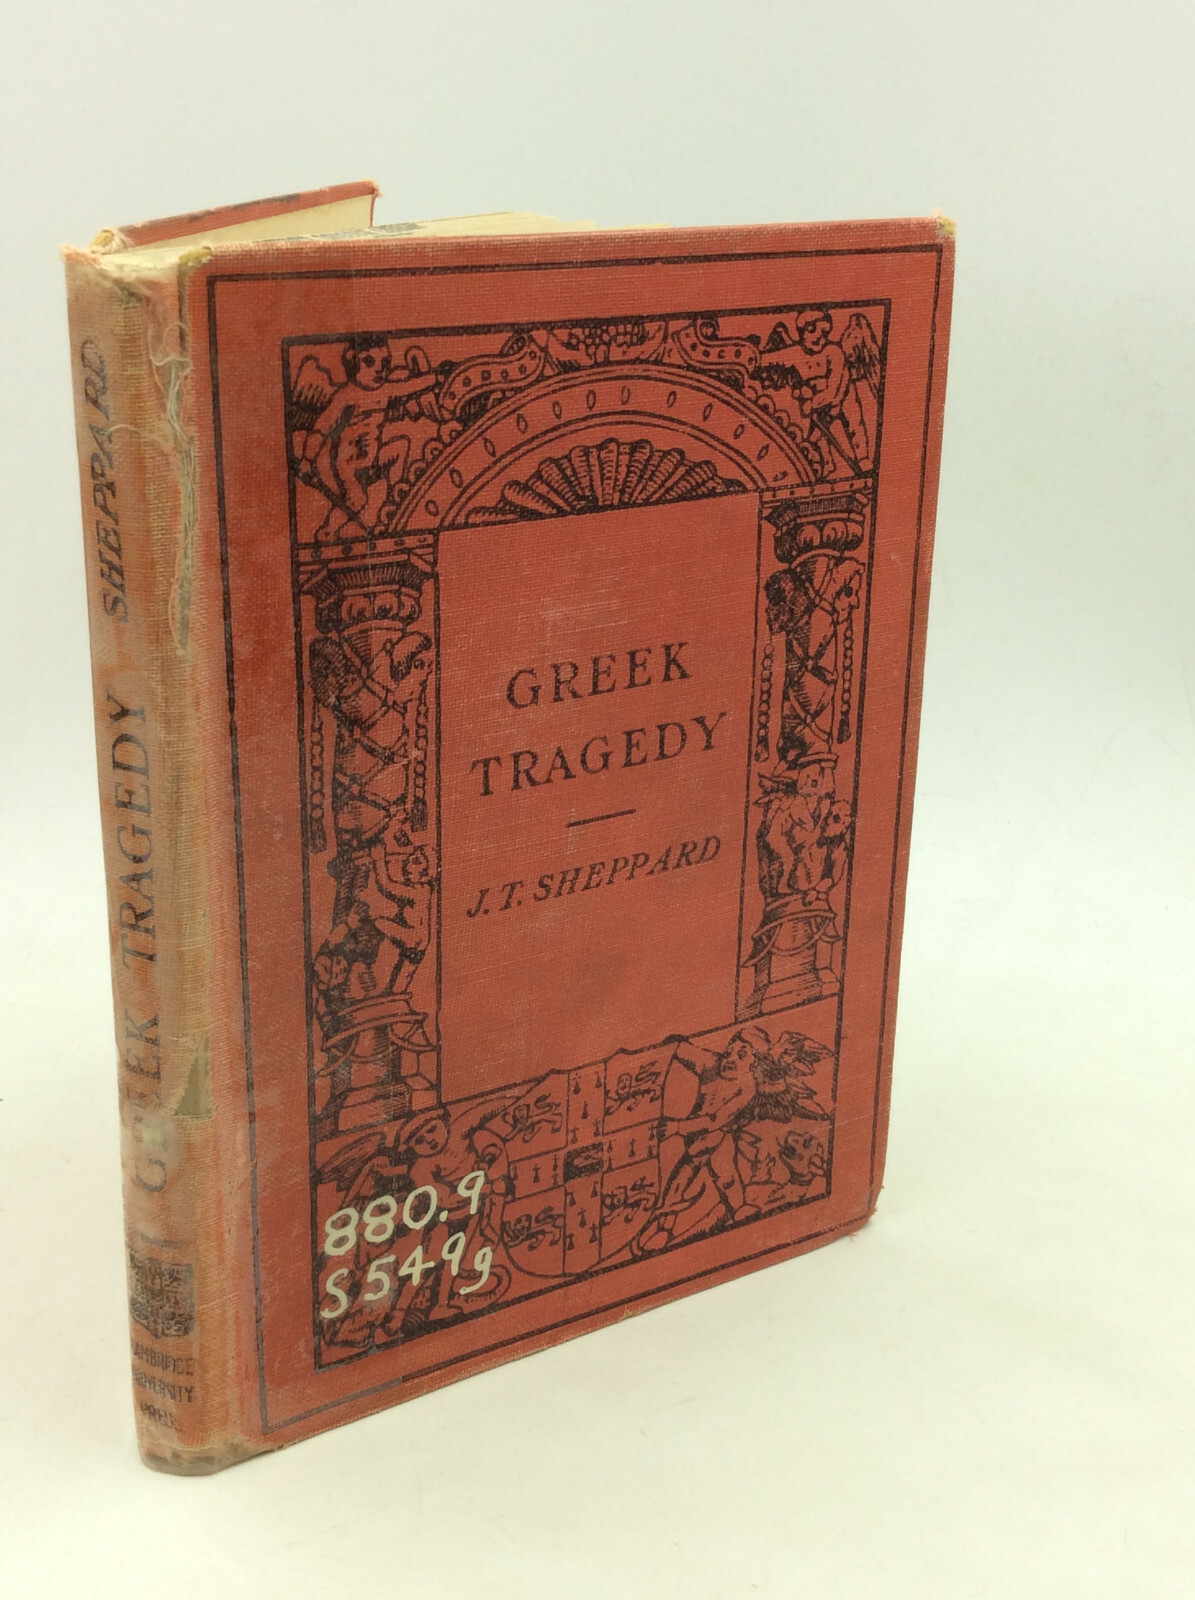 GREEK
TRAGEDY
J. T. SHEPPARD
880.9
S549g
GREEK TRAGEDY SHEPPARD
CAMBRIDGE
UNIVERSITY
PRESS